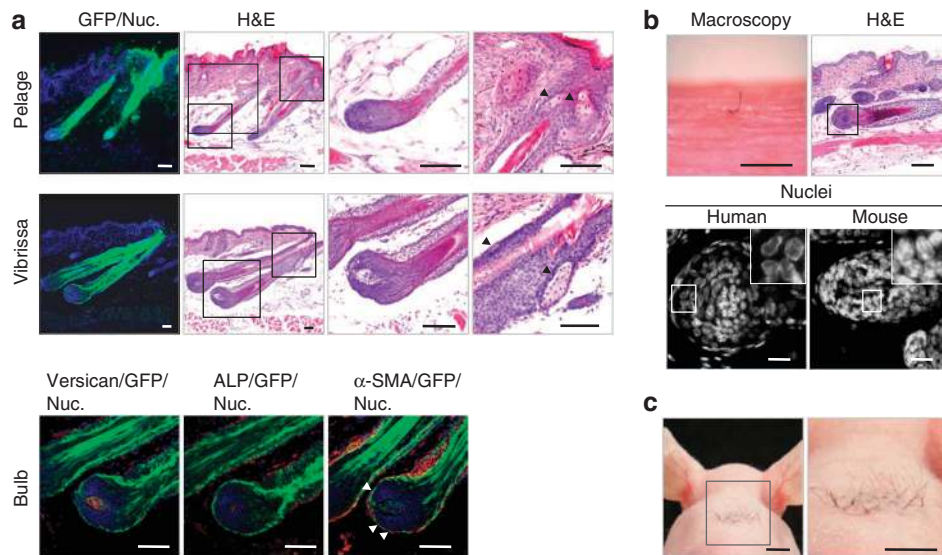 a
GFP/Nuc.
H&E
Pelage
Vibrissa
Versican/GFP/
Nuc.
ALP/GFP/
Nuc.
α-SMA/GFP/
Nuc.
Bulb
b
Macroscopy
H&E
Nuclei
Human
Mouse
c